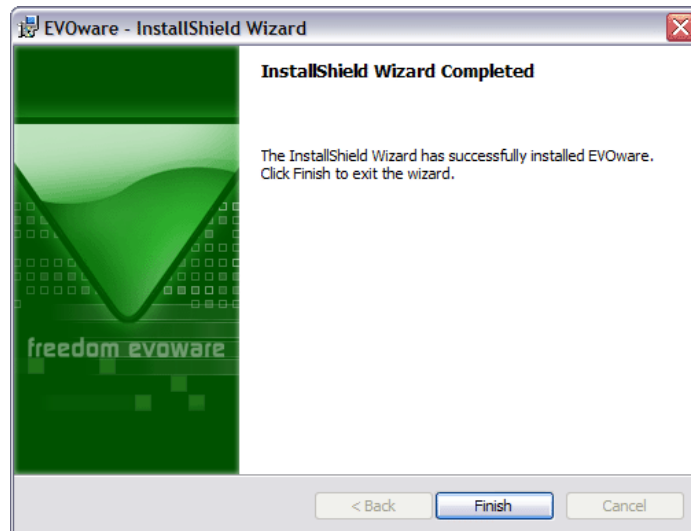 EVOware - InstallShield Wizard
InstallShield Wizard Completed
The InstallShield Wizard has successfully installed EVOware.
Click Finish to exit the wizard.
freedom evoware
< Back
Finish
Cancel